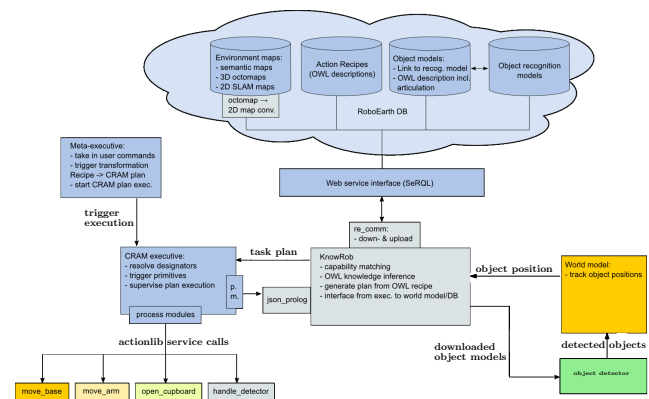 Environment maps:
- semantic maps
- 3D octomaps
- 2D SLAM maps
Action Recipes
(OWL descriptions)
Object models:
- Link to recog. model
- OWL description incl.
articulation
Object recognition
models
octomap →
2D map conv.
RoboEarth DB
Meta-executive:
- take in user commands
- trigger transformation
Recipe -> CRAM plan
- start CRAM plan exec.
Web service interface (SeRQL)
trigger
execution
re_comm:
- down- & upload
CRAM executive:
- resolve designators
- trigger primitives
- supervise plan execution
p.
m.
process modules
task plan
json_prolog
KnowRob
- capability matching
- OWL knowledge inference
- generate plan from OWL recipe
- interface from exec. to world model/DB
object position
World model:
- track object positions
actionlib service calls
downloaded
object models
detected objects
object detector
move_base
move_arm
open_cupboard
handle_detector